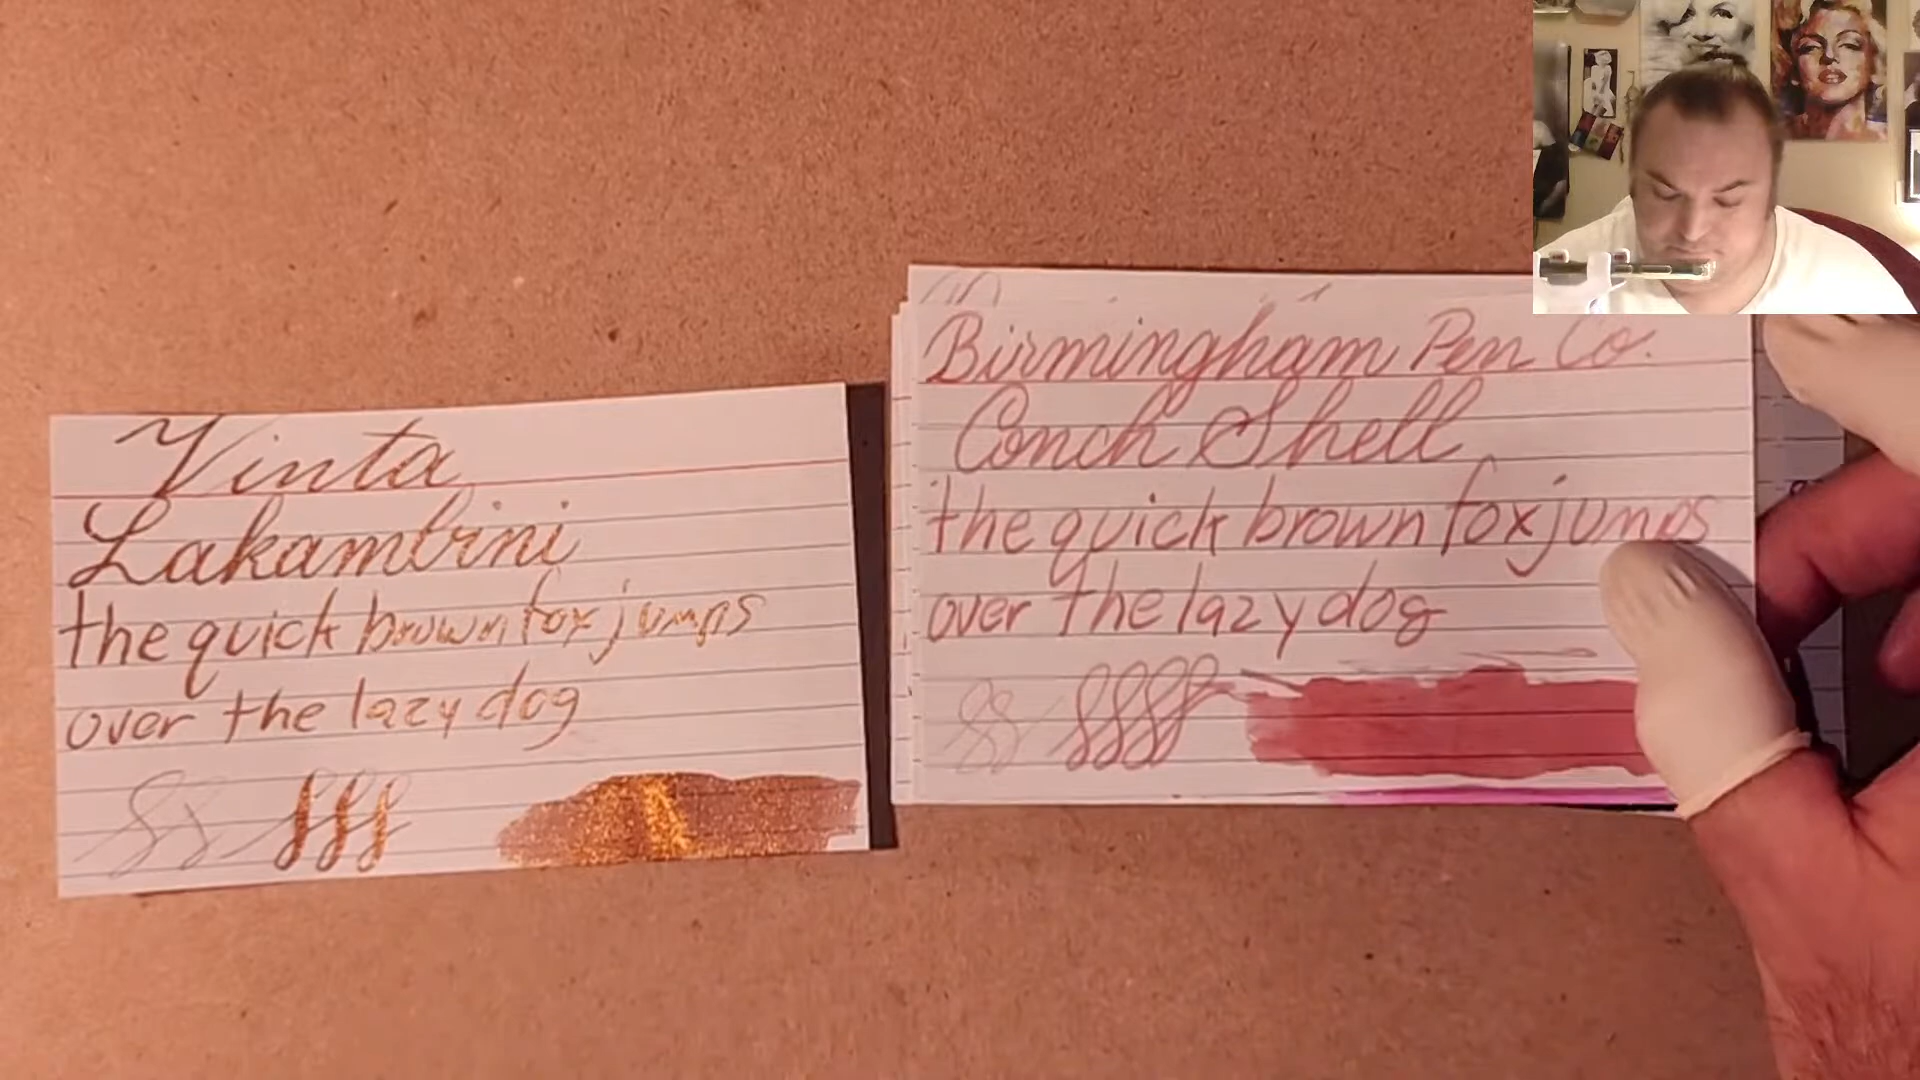 Vinta
Lakambini
the quick brown fox jumps
over the lazy dog
Birmingham Pen Co.
Conch Shell
the quick brown fox jumps
over the lazy dog